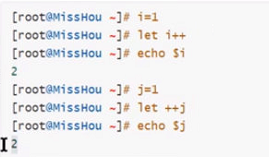 [root@MissHou ~]# i=1
[root@MissHou ~]# let i++
[root@MissHou ~]# echo $i
2
[root@MissHou ~]# j=1
[root@MissHou ~]# let ++j
[root@MissHou ~]# echo $j
2